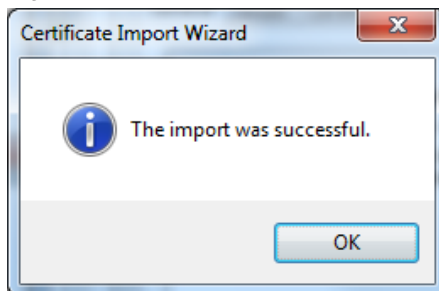 Certificate Import Wizard
The import was successful.
OK